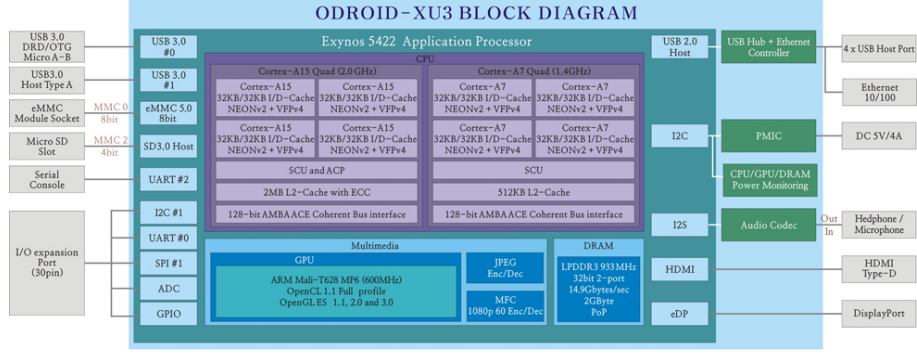 ODROID-XU3 BLOCK DIAGRAM
USB 3.0
DRD/OTG
Micro A-B
USB3.0
Host Type A
eMMC
Module Socket
Micro SD
Slot
Serial
Console
I/O expansion
Port
(30pin)
MMC 0
8bit
MMC 2
4bit
USB 3.0
#0
USB 3.0
#1
eMMC 5.0
8bit
SD3.0 Host
UART #2
I2C #1
UART #0
SPI #1
ADC
GPIO
Exynos 5422 Application Processor
CPU
Cortex-A15 Quad (2.0 GHz)
Cortex-A15
32KB/32KB I/D-Cache
NEONv2 + VFPv4
Cortex-A15
32KB/32KB I/D-Cache
NEONv2 + VFPv4
Cortex-A15
32KB/32KB I/D-Cache
NEONv2 + VFPv4
Cortex-A15
32KB/32KB I/D-Cache
NEONv2 + VFPv4
SCU and ACP
2MB L2-Cache with ECC
128-bit AMBAACE Coherent Bus interface
Cortex-A7 Quad (1.4GHz)
Cortex-A7
32KB/32KB I/D-Cache
NEONv2 + VFPv4
Cortex-A7
32KB/32KB I/D-Cache
NEONv2 + VFPv4
Cortex-A7
32KB/32KB I/D-Cache
NEONv2 + VFPv4
Cortex-A7
32KB/32KB I/D-Cache
NEONv2 + VFPv4
SCU
512KB L2-Cache
128-bit AMBAACE Coherent Bus interface
Multimedia
GPU
ARM Mali-T628 MP6 (600MHz)
OpenCL 1.1 Full profile
OpenGL ES 1.1, 2.0 and 3.0
JPEG
Enc/Dec
MFC
1080p 60 Enc/Dec
DRAM
LPDDR3 933MHz
32bit 2-port
14.9Gbytes/sec
2GByte
PoP
USB 2.0
Host
I2C
I2S
HDMI
eDP
USB Hub + Ethernet
Controller
PMIC
CPU/GPU/DRAM
Power Monitoring
Audio Codec
Out
In
4 x USB Host Port
Ethernet
10/100
DC 5V/4A
Hedphone /
Microphone
HDMI
Type-D
DisplayPort